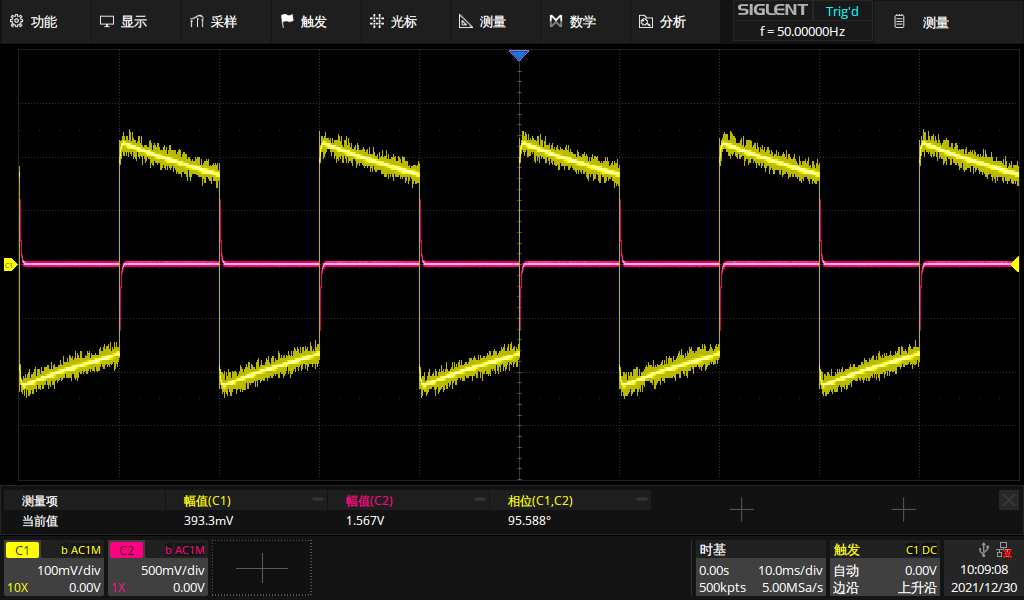 功能 显示 采样 触发 光标 测量 数学 分析 SIGLENT Trig'd 测量
f = 50.00000Hz
C1
测量项 幅值(C1) 幅值(C2) 相位(C1,C2)
当前值 393.3mV 1.567V 95.588°
C1 b AC1M C2 b AC1M 时基 触发 C1 DC
100mV/div 500mV/div 0.00s 10.0ms/div 自动 0.00V 10:09:08
10X 0.00V 1X 0.00V 500kpts 5.00MSa/s 边沿 上升沿 2021/12/30